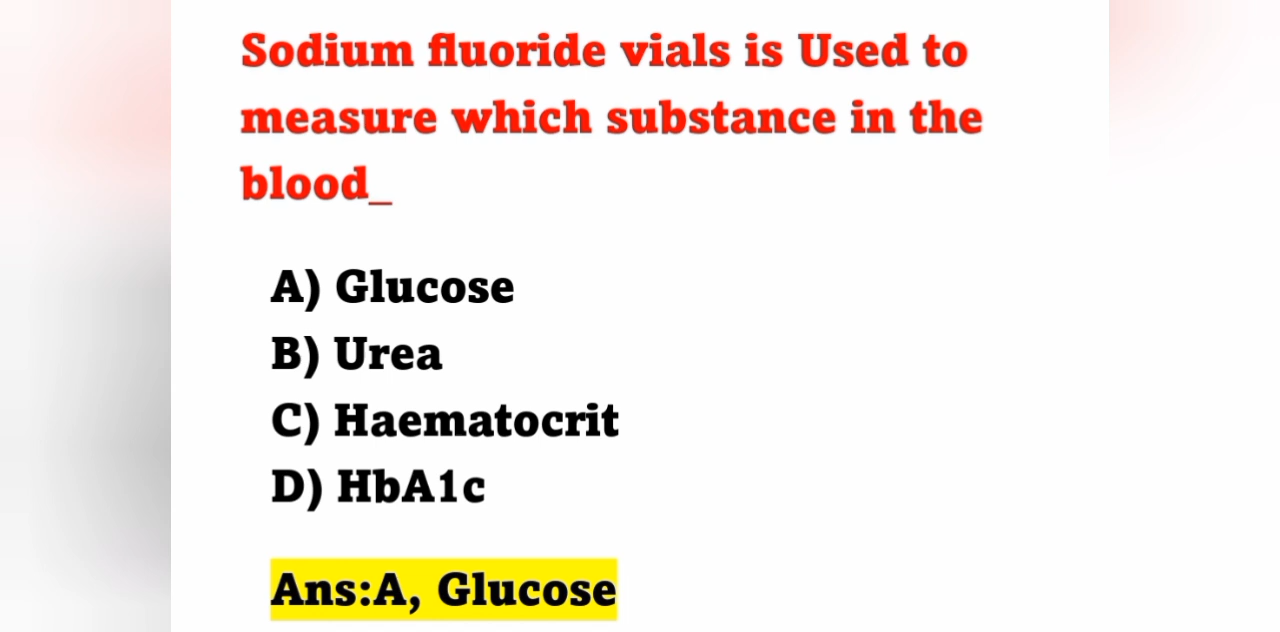 Sodium fluoride vials is Used to
measure which substance in the
blood_
A) Glucose
B) Urea
C) Haematocrit
D) HbA1c
Ans:A, Glucose